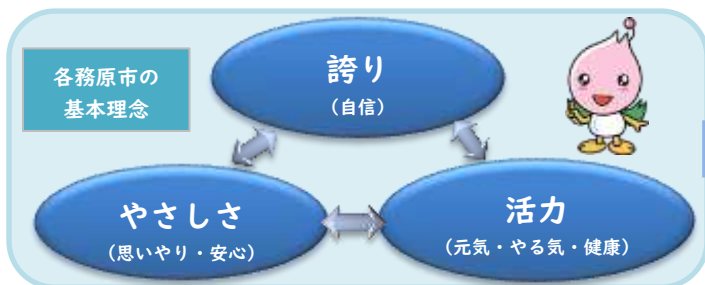 各務原市の
基本理念
誇り
（自信）
やさしさ
（思いやり・安心）
活力
（元気・やる気・健康）